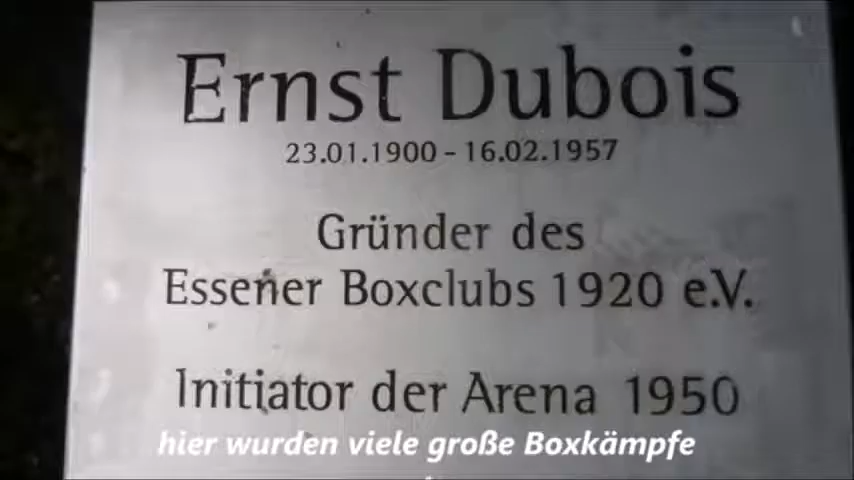 Ernst Dubois
23.01.1900 - 16.02.1957
Gründer des
Essener Boxclubs 1920 e.V.
Initiator der Arena 1950
hier wurden viele große Boxkämpfe